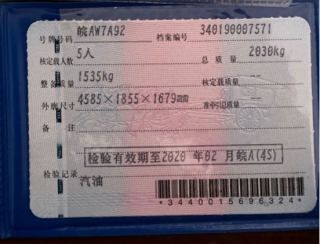 号牌号码 皖AW7A92 档案编号 340190007571
核定载人数 5人 总质量 2030kg
整备质量 1535kg 核定载质量 --
外廓尺寸 4585×1855×1679mm 准牵引总质量 --
备注
检验有效期至2020年02月皖A(45)
检验记录
汽油
*3440015696324*